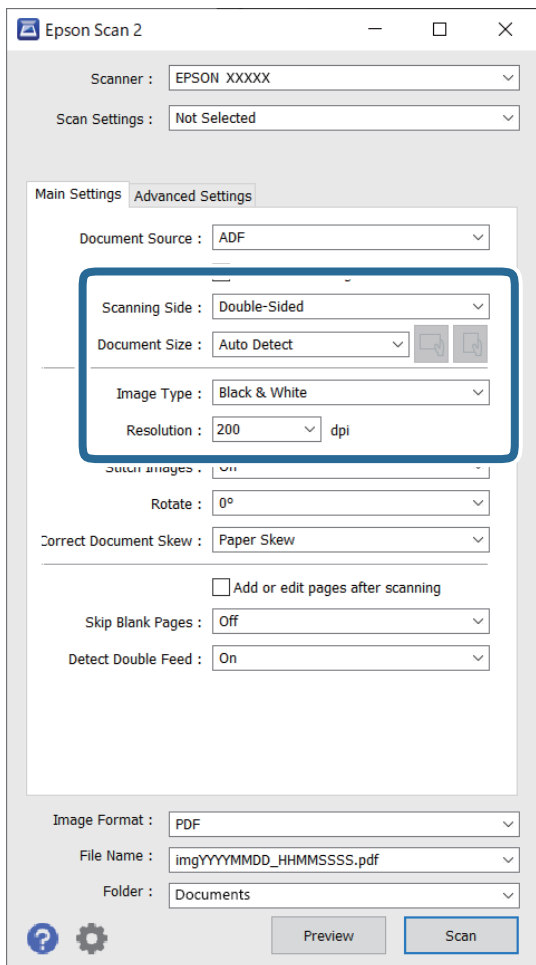 Epson Scan 2
Scanner : EPSON XXXXX
Scan Settings : Not Selected
Main Settings Advanced Settings
Document Source : ADF
Scanning Side : Double-Sided
Document Size : Auto Detect
Image Type : Black & White
Resolution : 200 dpi
Stitch Images : Off
Rotate : 0°
Correct Document Skew : Paper Skew
Add or edit pages after scanning
Skip Blank Pages : Off
Detect Double Feed : On
Image Format : PDF
File Name : imgYYYYMMDD_HHMMSSSS.pdf
Folder : Documents
? Preview Scan